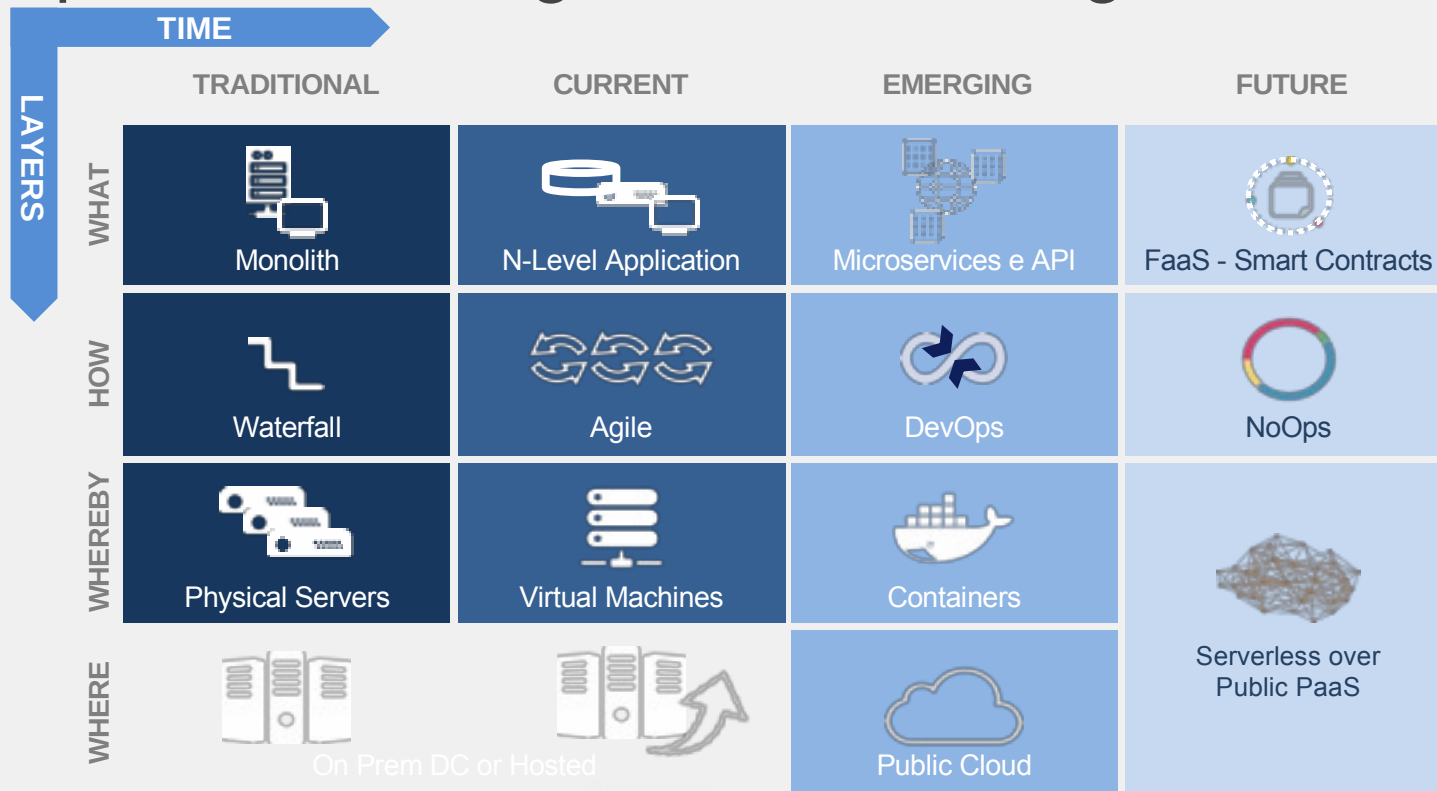 TIME
LAYERS
TRADITIONAL
CURRENT
EMERGING
FUTURE
WHAT
Monolith
N-Level Application
Microservices e API
FaaS - Smart Contracts
HOW
Waterfall
Agile
DevOps
NoOps
WHEREBY
Physical Servers
Virtual Machines
Containers
Serverless over
Public PaaS
WHERE
On Prem DC or Hosted
Public Cloud